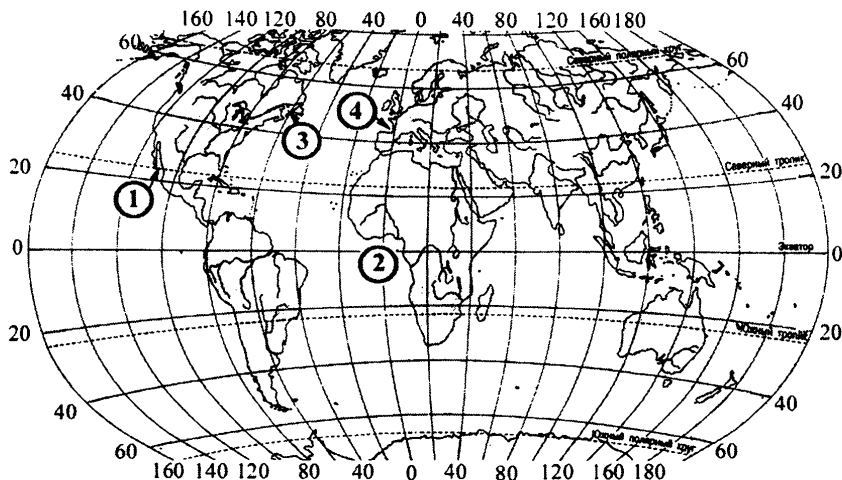 160 140 120 80 40 0 40 80 120 160 180
60 60
Северный полярный круг
40 40
4
3
Северный тропик
20 20
1
0 Экватор 0
2
20 Южный тропик 20
40 40
60 Южный полярный круг 60
160 140 120 80 40 0 40 80 120 160 180